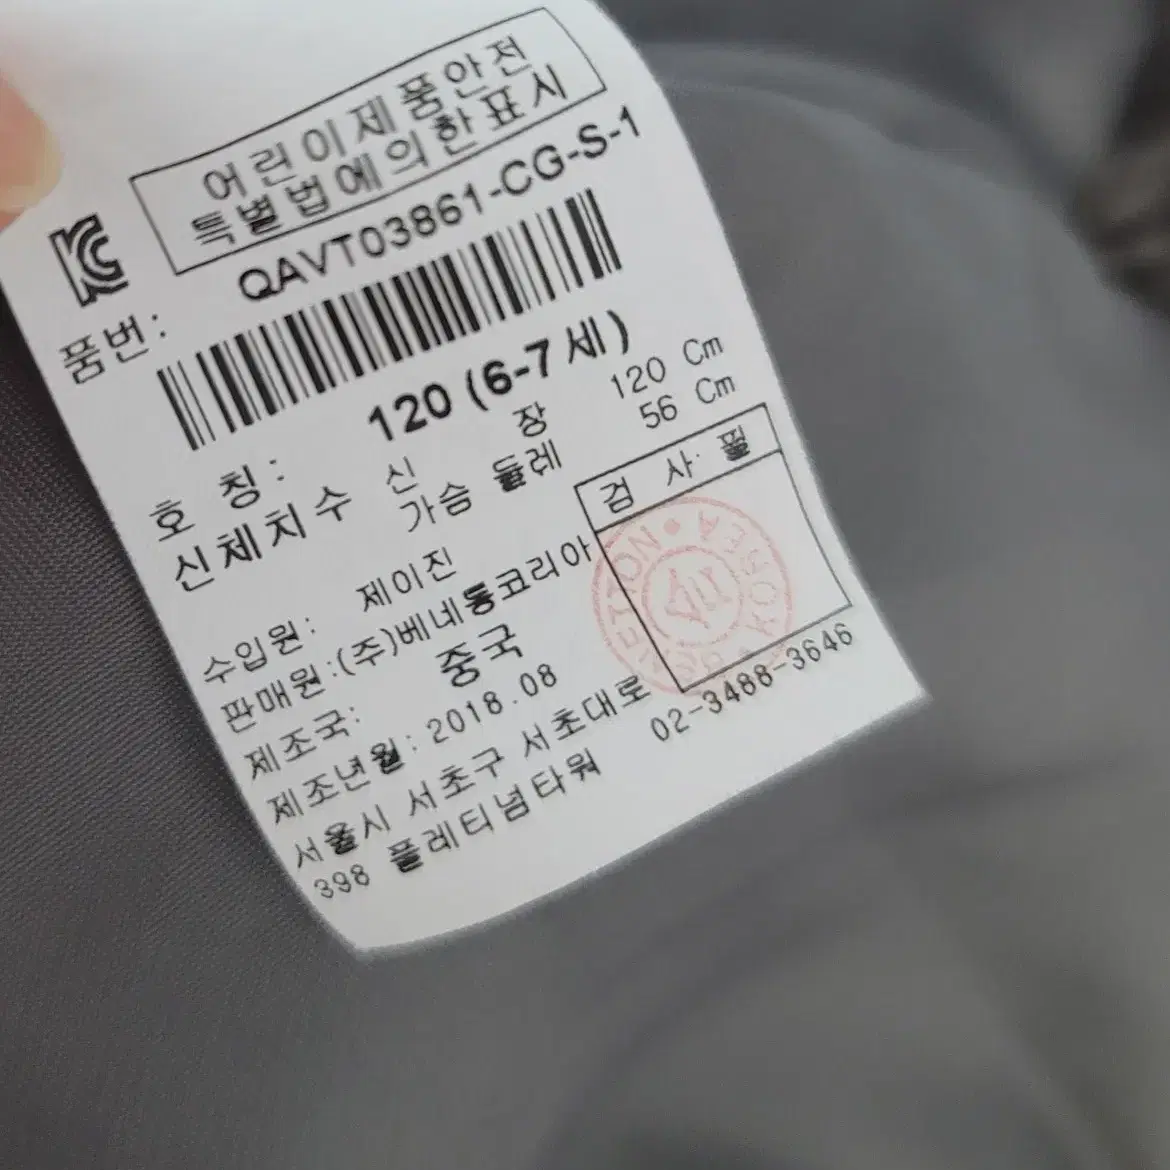 어린이제품안전
특별법에의한표시
KC
품번: QAVT03861-CG-S-1
호 칭: 120 (6-7세)
신체치수 신 장 120 Cm
가슴 둘레 56 Cm
검 사 필
수입원: 제이진
판매원:(주)베네통코리아
제조국: 중국
제조년월: 2018.08
서울시 서초구 서초대로
398 플레티넘타워 02-3488-3646
KOREA